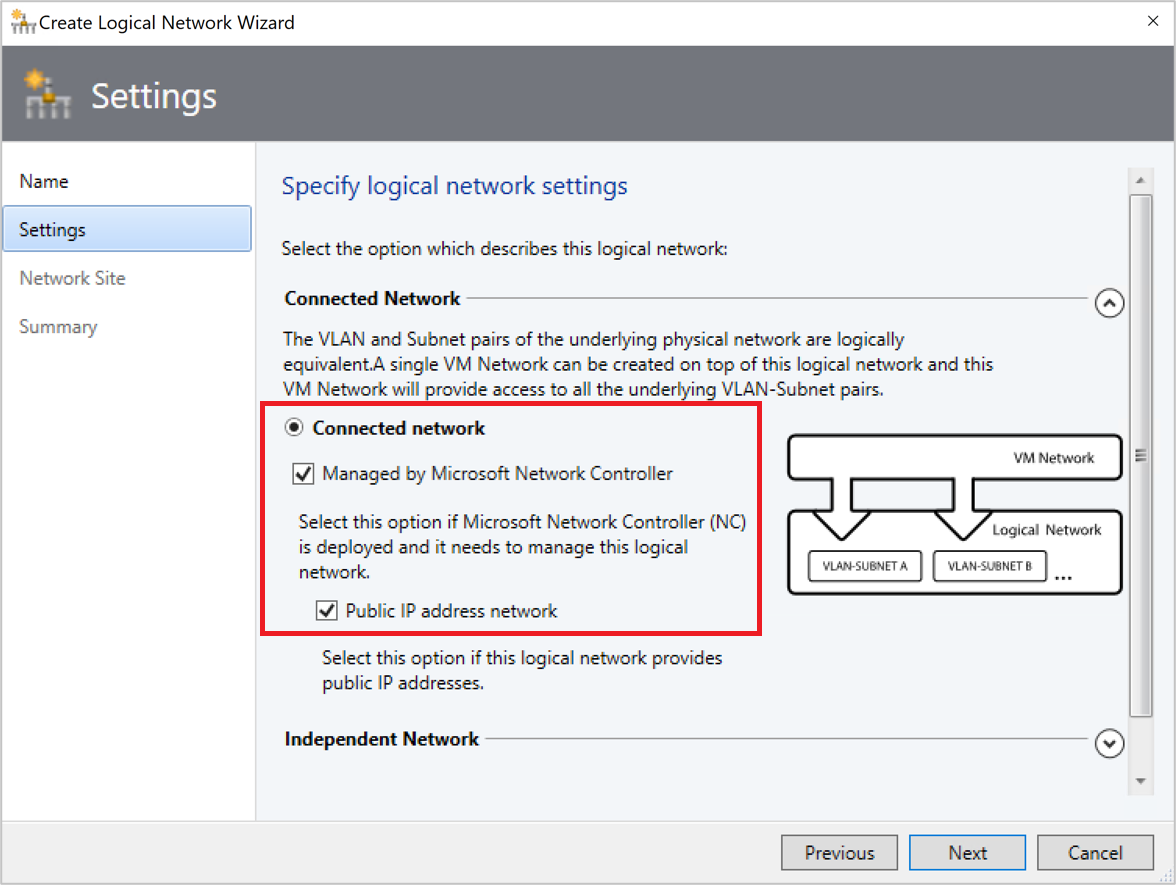 Create Logical Network Wizard
Settings
Name
Settings
Network Site
Summary
Specify logical network settings
Select the option which describes this logical network:
Connected Network
The VLAN and Subnet pairs of the underlying physical network are logically
equivalent.A single VM Network can be created on top of this logical network and this
VM Network will provide access to all the underlying VLAN-Subnet pairs.
Connected network
Managed by Microsoft Network Controller
Select this option if Microsoft Network Controller (NC)
is deployed and it needs to manage this logical
network.
Public IP address network
Select this option if this logical network provides
public IP addresses.
VM Network
Logical Network
VLAN-SUBNET A
VLAN-SUBNET B
...
Independent Network
Previous
Next
Cancel